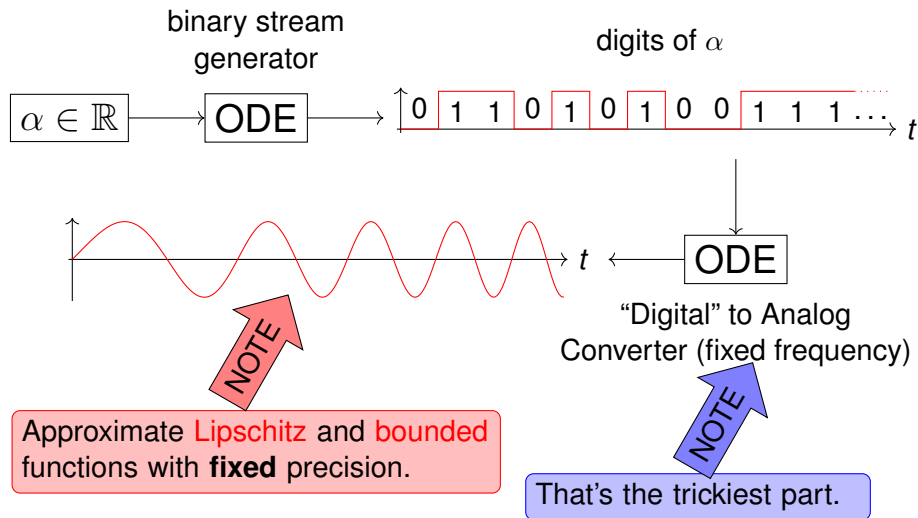 binary stream
generator
digits of α
α ∈ ℝ
ODE
0 1 1 0 1 0 1 0 0 1 1 1 ...
t
t
ODE
“Digital” to Analog
Converter (fixed frequency)
NOTE
NOTE
Approximate Lipschitz and bounded
functions with fixed precision.
That's the trickiest part.